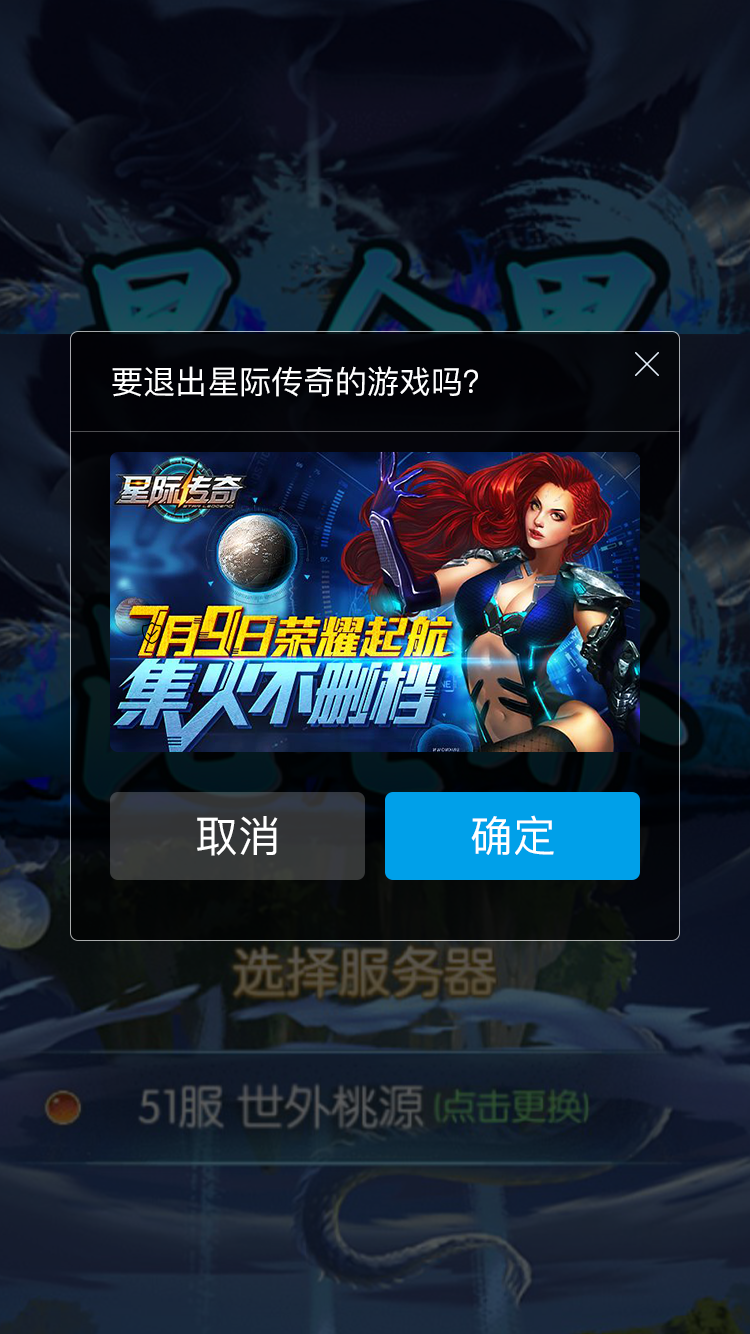 要退出星际传奇的游戏吗?
星际传奇
STAR LEGEND
7月9日荣耀起航
集火不删档
取消
确定
选择服务器
51服 世外桃源 (点击更换)